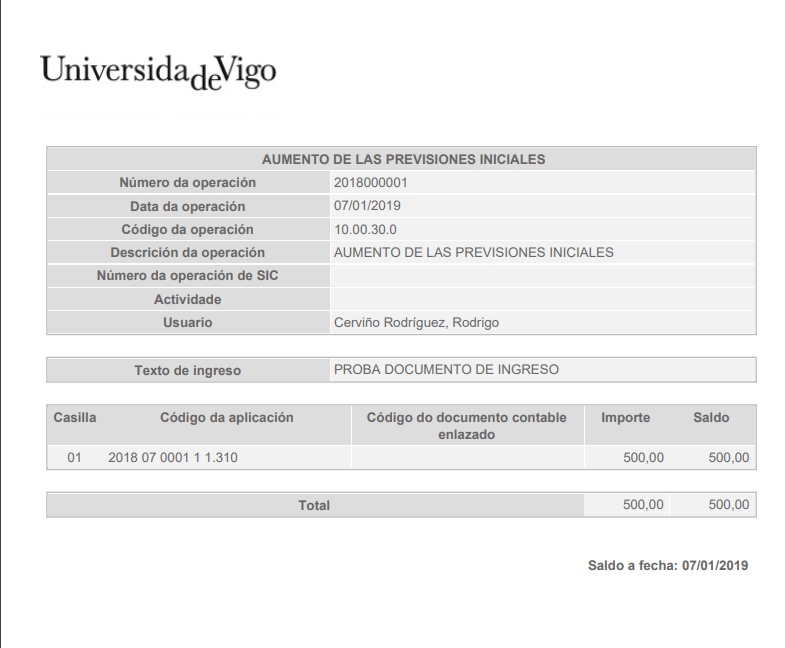 UniversidadeVigo
AUMENTO DE LAS PREVISIONES INICIALES
Número da operación 2018000001
Data da operación 07/01/2019
Código da operación 10.00.30.0
Descrición da operación AUMENTO DE LAS PREVISIONES INICIALES
Número da operación de SIC
Actividade
Usuario Cerviño Rodríguez, Rodrigo
Texto de ingreso PROBA DOCUMENTO DE INGRESO
Casilla Código da aplicación Código do documento contable enlazado Importe Saldo
01 2018 07 0001 1 1.310 500,00 500,00
Total 500,00 500,00
Saldo a fecha: 07/01/2019